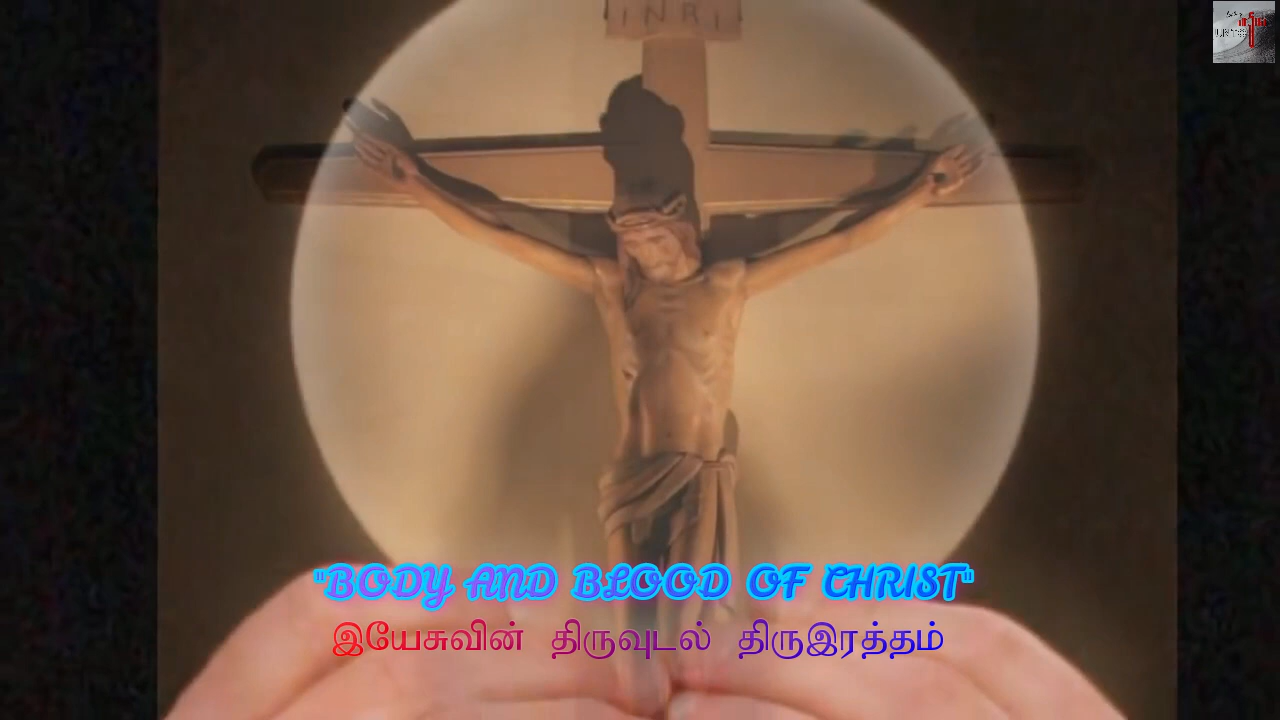 INRI
"BODY AND BLOOD OF CHRIST"
இயேசுவின் திருவுடல் திருஇரத்தம்